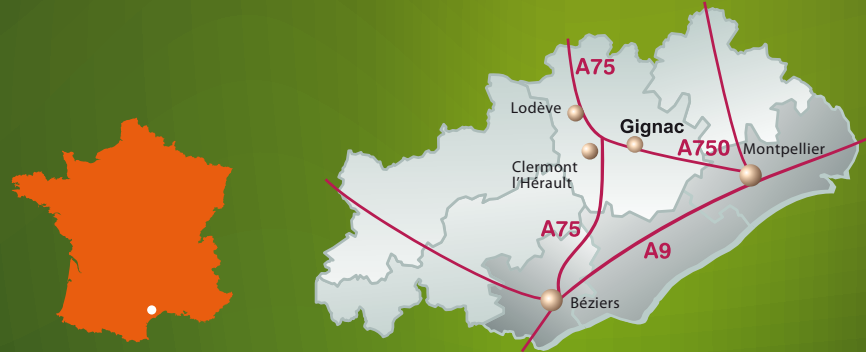 A75
Lodève
Gignac
A750
Montpellier
Clermont
l'Hérault
A75
A9
Béziers